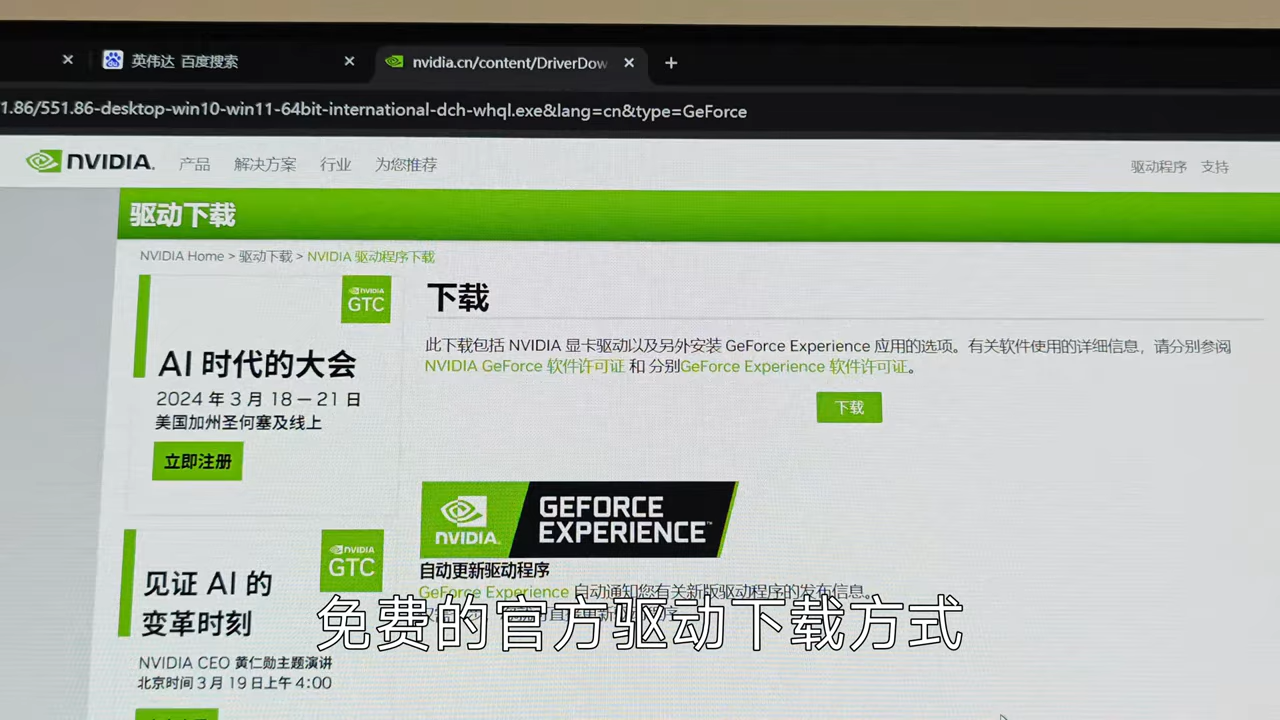 英伟达 百度搜索
nvidia.cn/content/DriverDow
1.86/551.86-desktop-win10-win11-64bit-international-dch-whql.exe&lang=cn&type=GeForce
NVIDIA. 产品 解决方案 行业 为您推荐 驱动程序 支持
驱动下载
NVIDIA Home > 驱动下载 > NVIDIA 驱动程序下载
NVIDIA
GTC
AI 时代的大会
2024 年 3 月 18 – 21 日
美国加州圣何塞及线上
立即注册
NVIDIA
GTC
见证 AI 的
变革时刻
NVIDIA CEO 黄仁勋主题演讲
北京时间 3 月 19 日上午 4:00
下载
此下载包括 NVIDIA 显卡驱动以及另外安装 GeForce Experience 应用的选项。有关软件使用的详细信息，请分别参阅
NVIDIA GeForce 软件许可证 和 分别GeForce Experience 软件许可证。
下载
NVIDIA.
GEFORCE
EXPERIENCE™
自动更新驱动程序
GeForce Experience 自动通知您有关新版驱动程序的发布信息。
免费的官方驱动下载方式